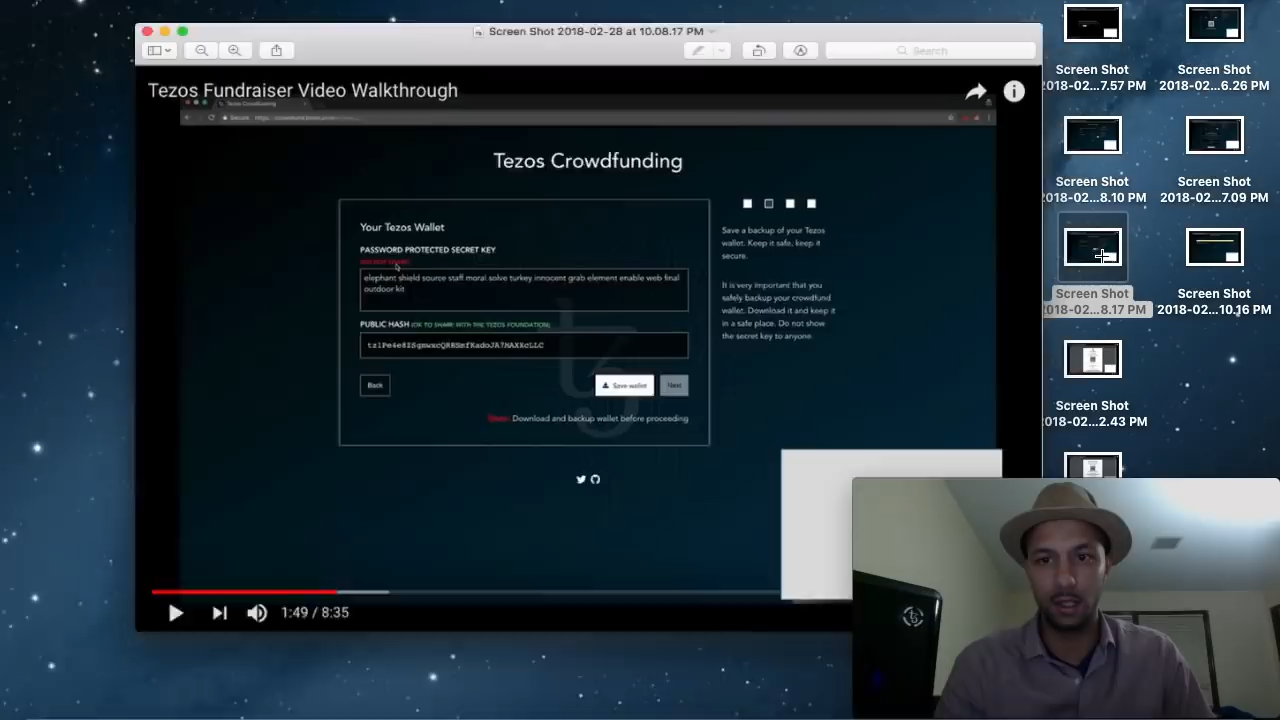 Screen Shot 2018-02-28 at 10.08.17 PM
Search
Tezos Fundraiser Video Walkthrough
Tezos Crowdfunding
Secure
Tezos Crowdfunding
Your Tezos Wallet
PASSWORD PROTECTED SECRET KEY
elephant shield source staff moral solve turkey innocent grab element enable web final
outdoor kit
PUBLIC HASH (OK TO SHARE WITH THE TEZOS FOUNDATION)
Back
Save wallet
Next
Download and backup wallet before proceeding
Save a backup of your Tezos
wallet. Keep it safe, keep it
secure.
It is very important that you
safely backup your crowdfund
wallet. Download it and keep it
in a safe place. Do not show
the secret key to anyone.
1:49 / 8:35
Screen Shot
2018-02...7.57 PM
Screen Shot
2018-02...6.26 PM
Screen Shot
2018-02...8.10 PM
Screen Shot
2018-02...7.09 PM
Screen Shot
2018-02...8.17 PM
Screen Shot
2018-02...10.16 PM
Screen Shot
2018-02...2.43 PM